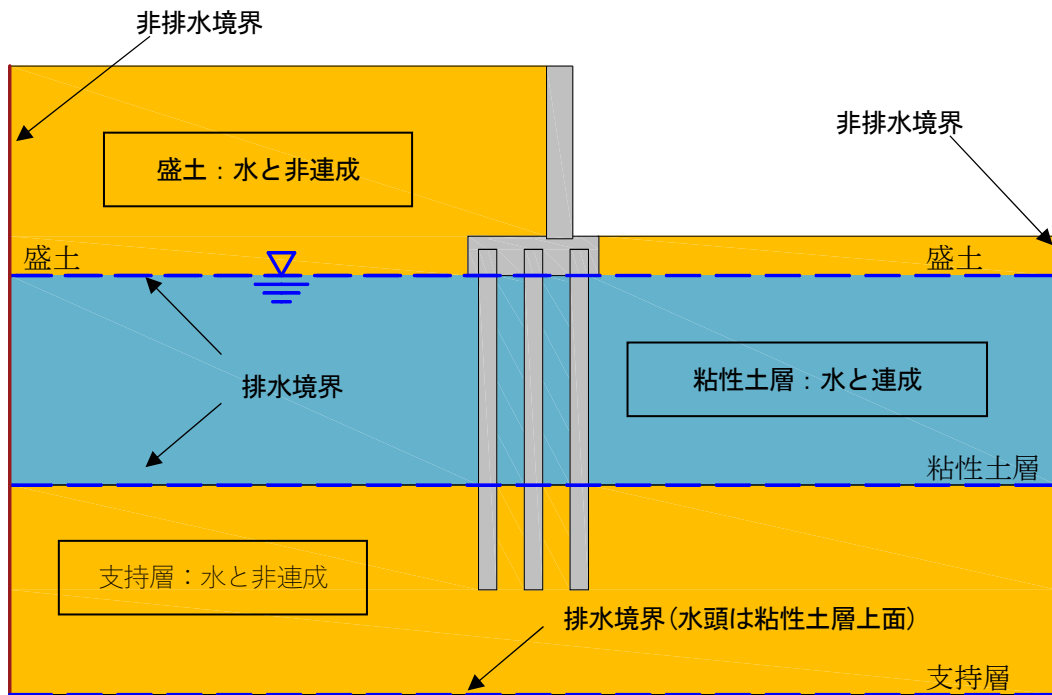 非排水境界
非排水境界
盛土：水と非連成
盛土
盛土
排水境界
粘性土層：水と連成
粘性土層
支持層：水と非連成
排水境界(水頭は粘性土層上面)
支持層